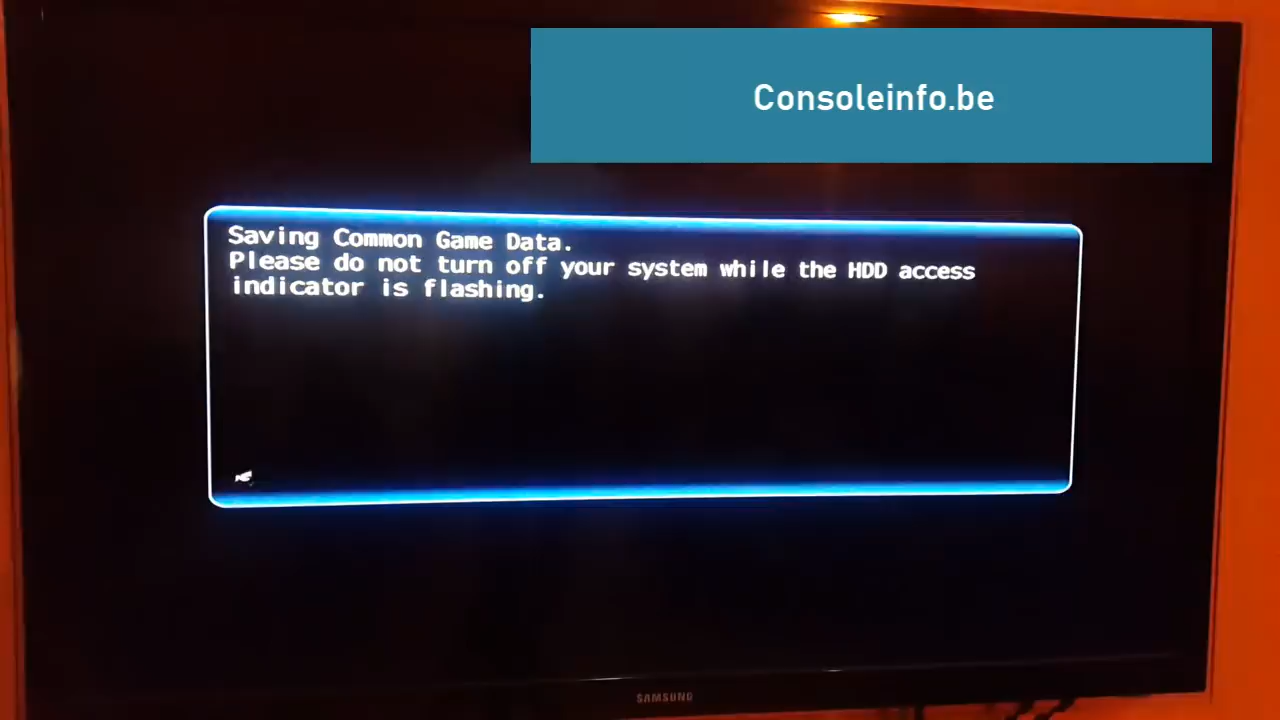 Consoleinfo.be
Saving Common Game Data.
Please do not turn off your system while the HDD access
indicator is flashing.
SAMSUNG